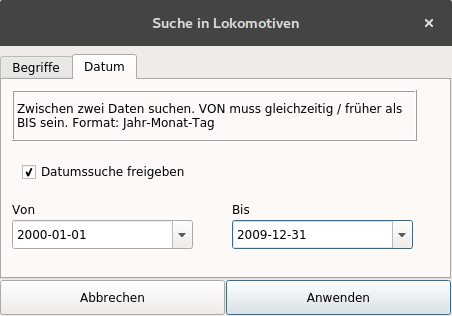 Suche in Lokomotiven
Begriffe
Datum
Zwischen zwei Daten suchen. VON muss gleichzeitig / früher als
BIS sein. Format: Jahr-Monat-Tag
Datumssuche freigeben
Von
Bis
2000-01-01
2009-12-31
Abbrechen
Anwenden